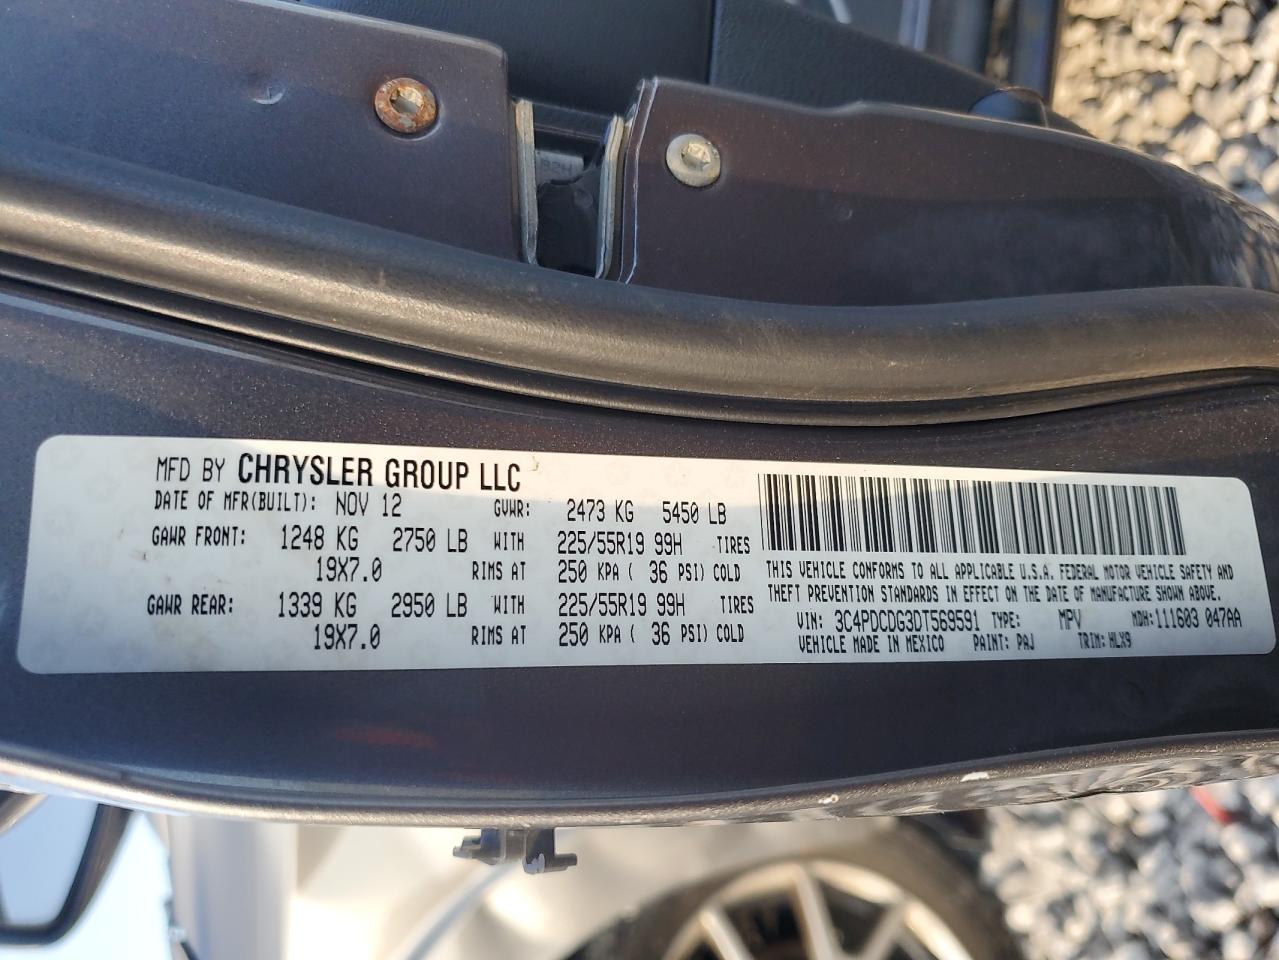 MFD BY CHRYSLER GROUP LLC
DATE OF MFR(BUILT): NOV 12 GVWR: 2473 KG 5450 LB
GAWR FRONT: 1248 KG 2750 LB WITH 225/55R19 99H TIRES
19X7.0 RIMS AT 250 KPA ( 36 PSI) COLD
GAWR REAR: 1339 KG 2950 LB WITH 225/55R19 99H TIRES
19X7.0 RIMS AT 250 KPA ( 36 PSI) COLD
THIS VEHICLE CONFORMS TO ALL APPLICABLE U.S.A. FEDERAL MOTOR VEHICLE SAFETY AND
THEFT PREVENTION STANDARDS IN EFFECT ON THE DATE OF MANUFACTURE SHOWN ABOVE.
VIN: 3C4PDCDG3DT569591 TYPE: MPV MDH:111603 047AA
VEHICLE MADE IN MEXICO PAINT: PAJ TRIM: HLX9